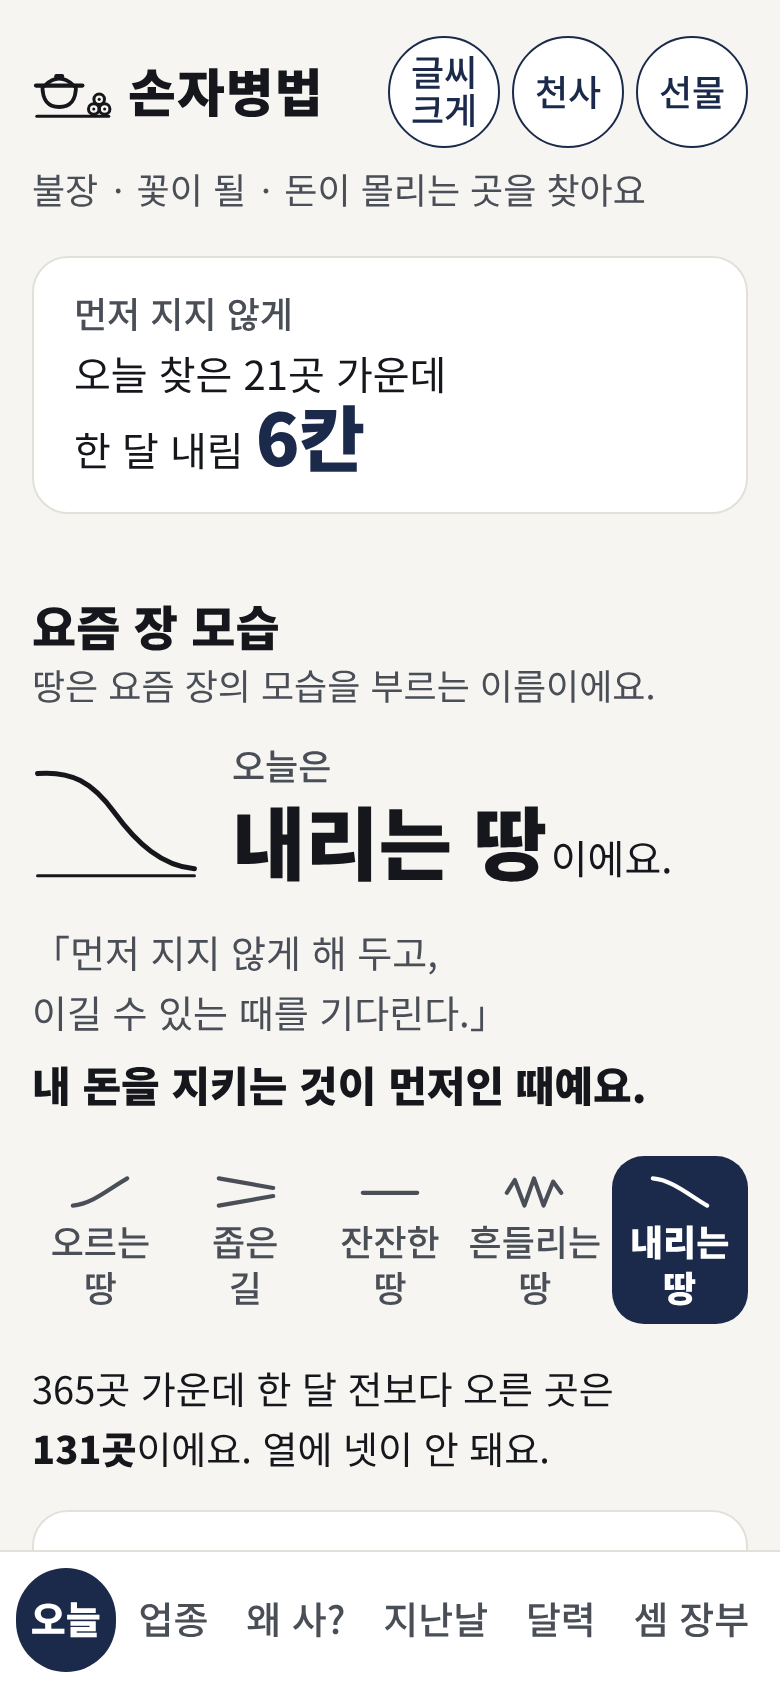 손자병법
글씨
크게
천사
선물
불장 · 꽃이 될 · 돈이 몰리는 곳을 찾아요
먼저 지지 않게
오늘 찾은 21곳 가운데
한 달 내림 6칸
요즘 장 모습
땅은 요즘 장의 모습을 부르는 이름이에요.
오늘은
내리는 땅이에요.
「먼저 지지 않게 해 두고,
이길 수 있는 때를 기다린다.」
내 돈을 지키는 것이 먼저인 때예요.
오르는
땅
좁은
길
잔잔한
땅
흔들리는
땅
내리는
땅
365곳 가운데 한 달 전보다 오른 곳은
131곳이에요. 열에 넷이 안 돼요.
오늘
업종
왜 사?
지난날
달력
셈 장부